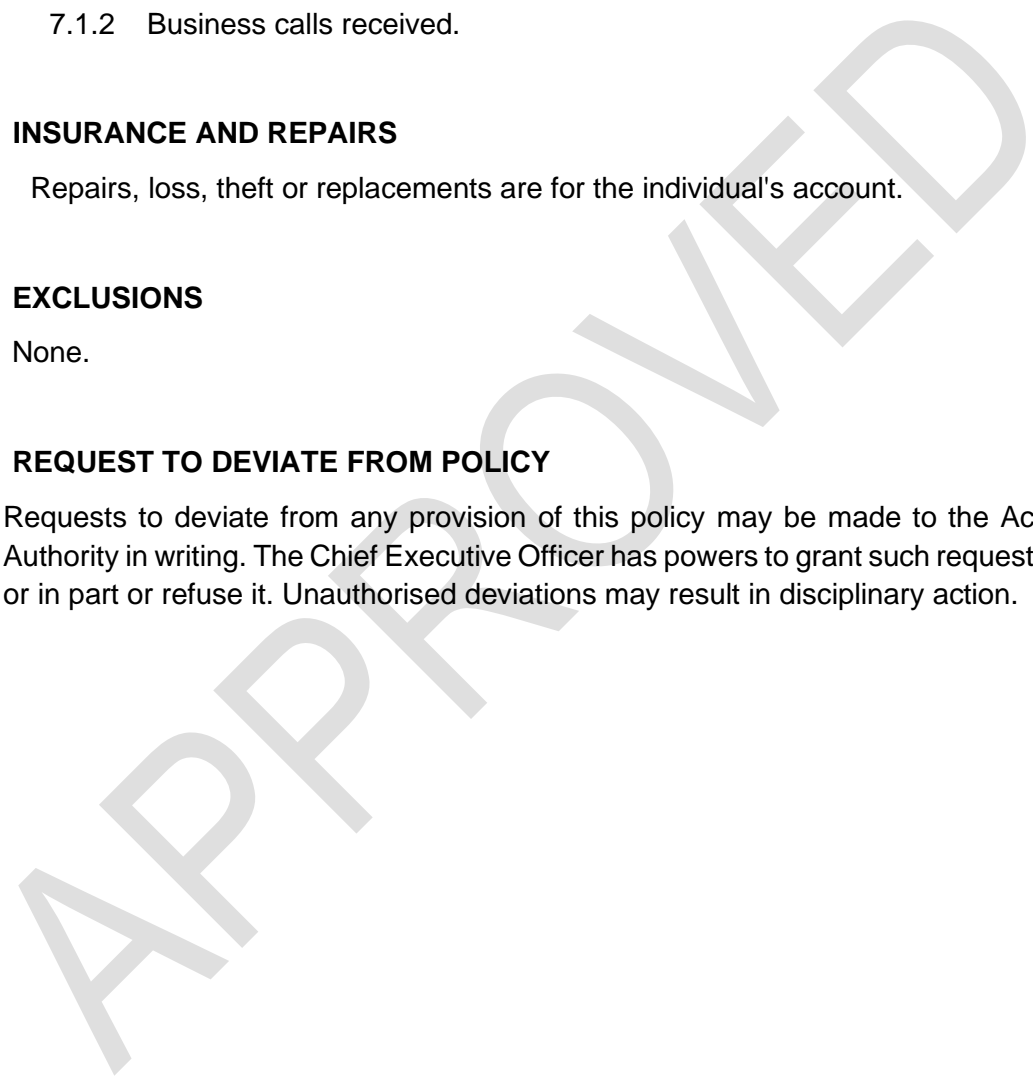 7.1.2 Business calls received.
INSURANCE AND REPAIRS
Repairs, loss, theft or replacements are for the individual's account.
EXCLUSIONS
None.
REQUEST TO DEVIATE FROM POLICY
Requests to deviate from any provision of this policy may be made to the Ac
Authority in writing. The Chief Executive Officer has powers to grant such request
or in part or refuse it. Unauthorised deviations may result in disciplinary action.
APPROVED